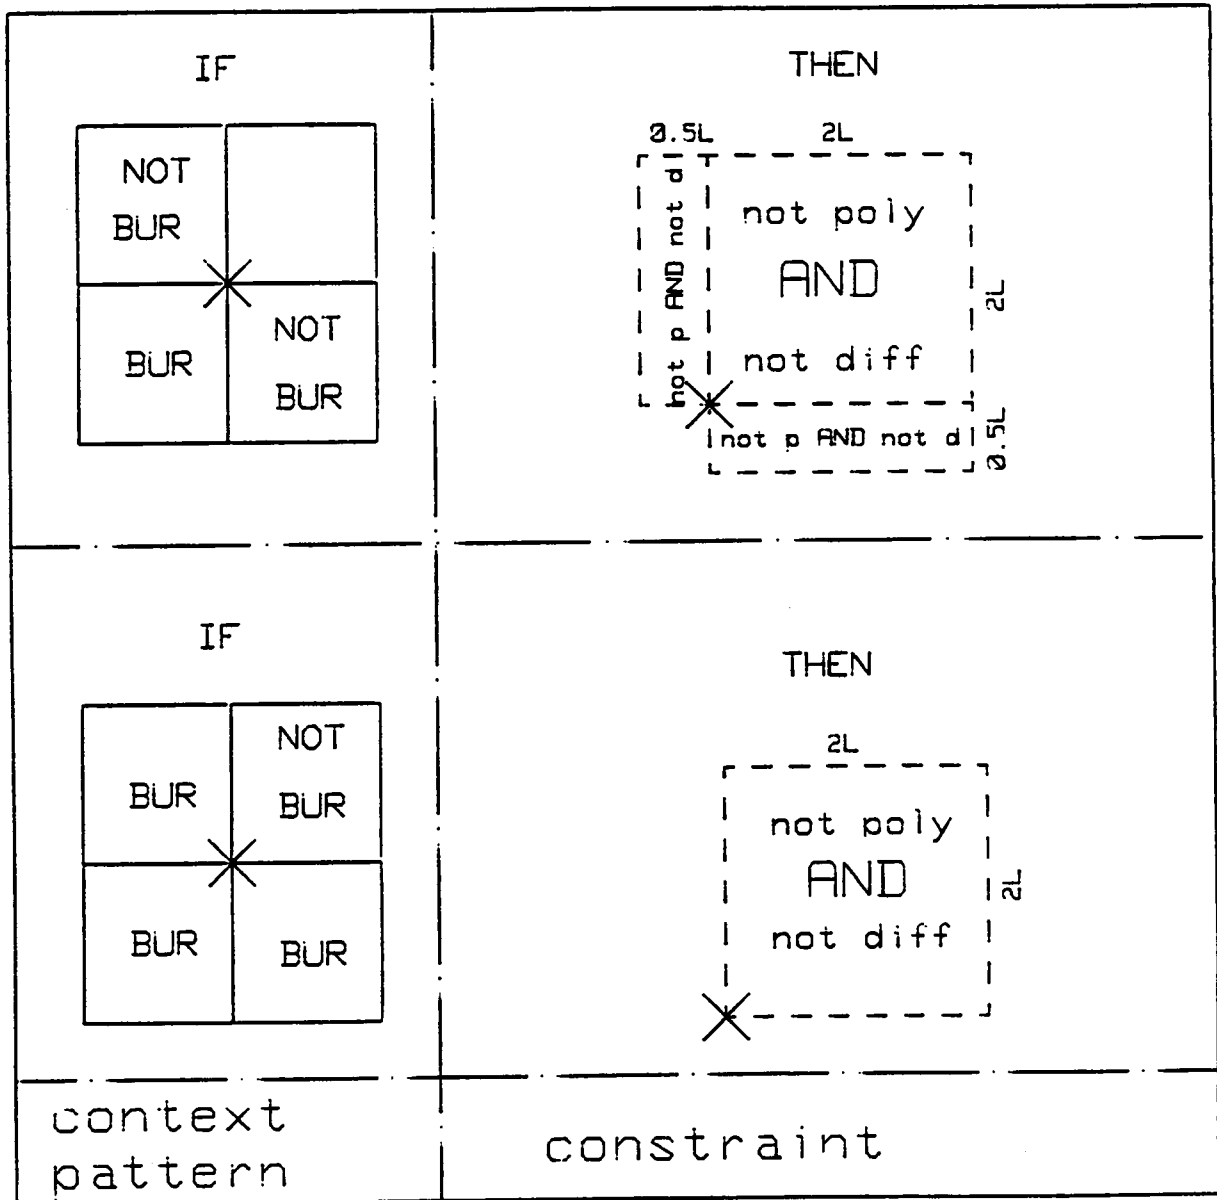 IF
THEN
NOT
BUR
BUR
NOT
BUR
0.5L
2L
not p AND not d
not poly
AND
not diff
2L
not p AND not d
0.5L
IF
THEN
BUR
NOT
BUR
BUR
BUR
2L
not poly
AND
not diff
2L
context
pattern
constraint